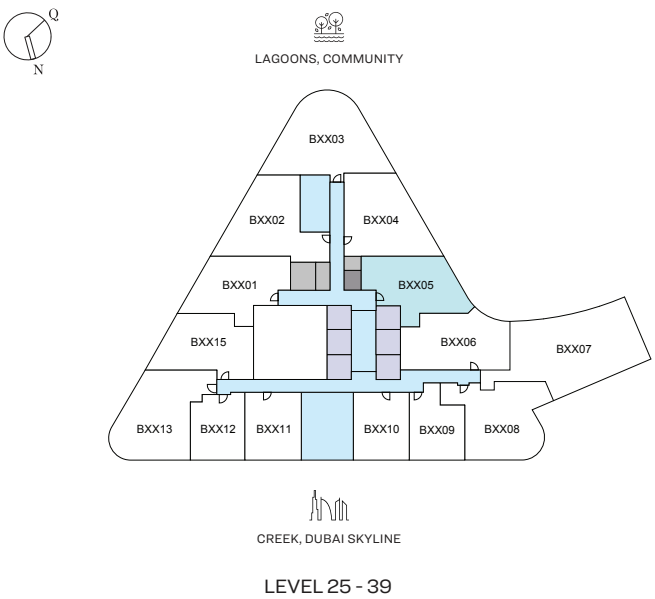 Q
N
LAGOONS, COMMUNITY
BXX03
BXX02
BXX04
BXX01
BXX05
BXX15
BXX06
BXX07
BXX13
BXX12
BXX11
BXX10
BXX09
BXX08
CREEK, DUBAI SKYLINE
LEVEL 25 - 39